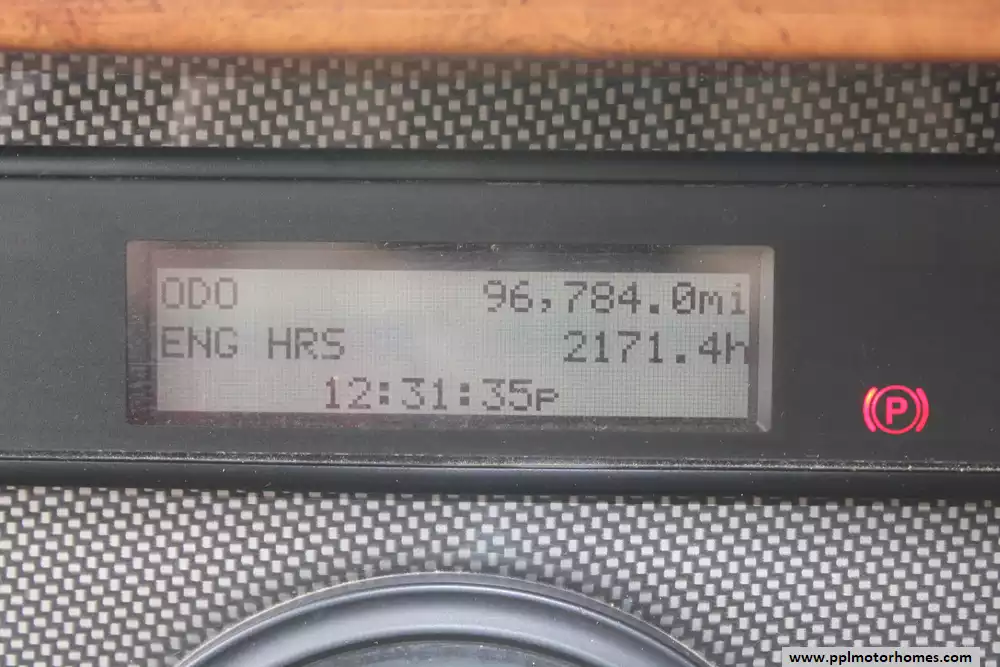 ODO 96,784.0mi
ENG HRS 2171.4h
12:31:35p
P
www.pplmotorhomes.com